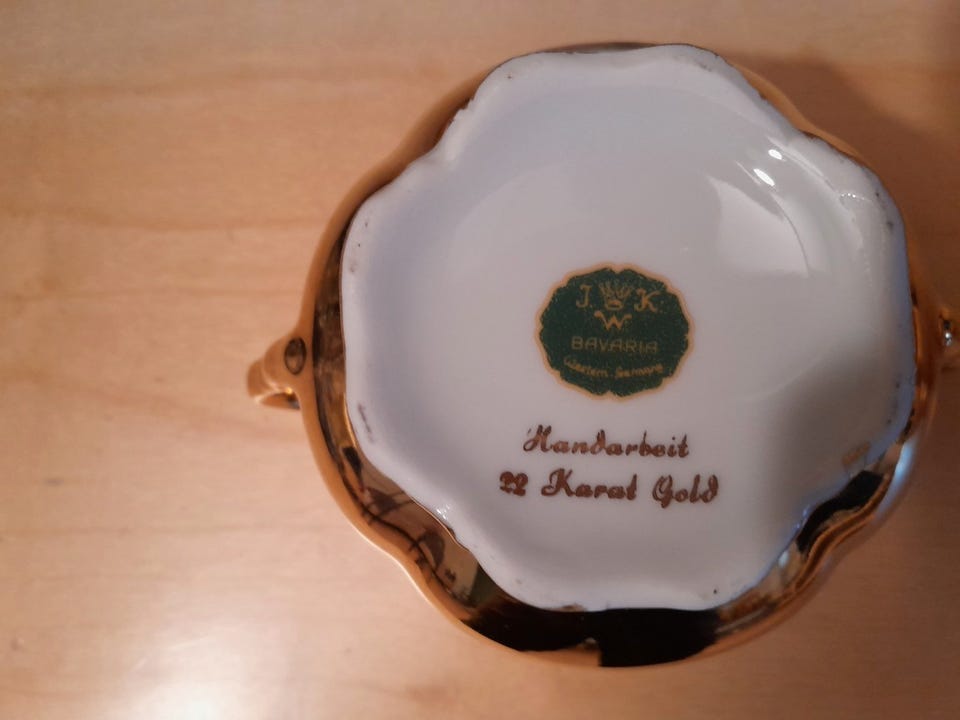 J. K.
W
BAVARIA
Western Germany
Handarbeit
22 Karat Gold